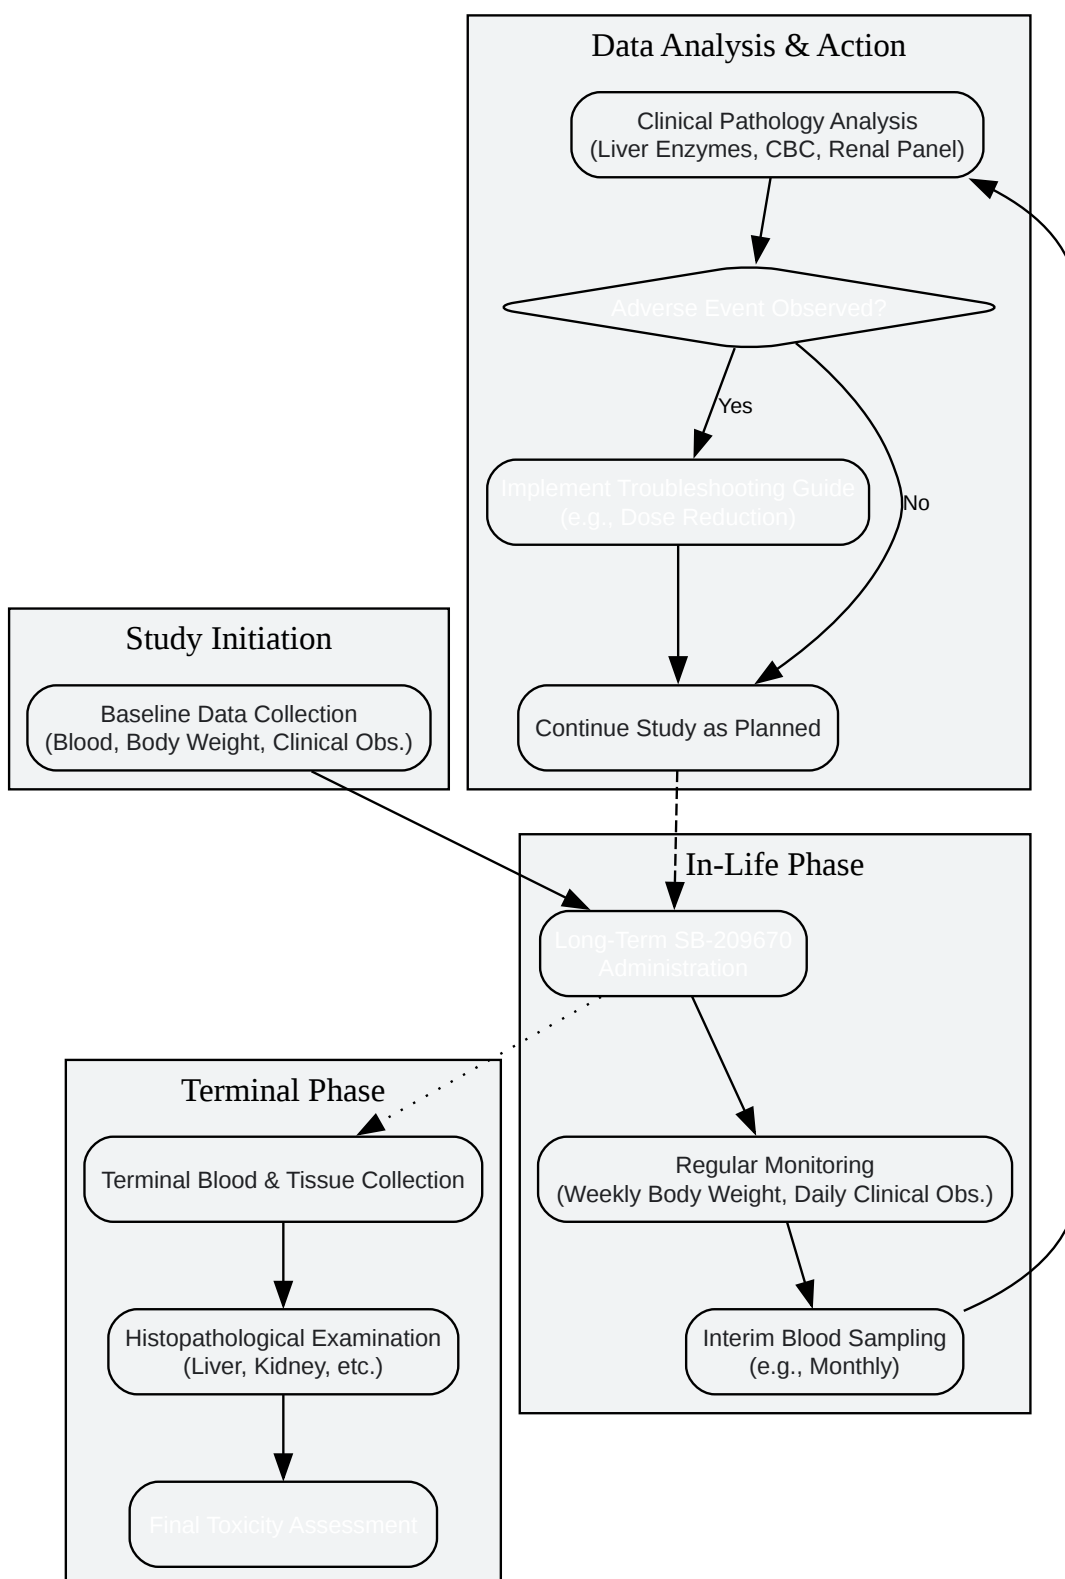 Data Analysis & Action
Clinical Pathology Analysis
(Liver Enzymes, CBC, Renal Panel)
Adverse Event Observed?
Yes
Implement Troubleshooting Guide
(e.g., Dose Reduction)
No
Continue Study as Planned
Study Initiation
Baseline Data Collection
(Blood, Body Weight, Clinical Obs.)
In-Life Phase
Long-Term SB-209670
Administration
Regular Monitoring
(Weekly Body Weight, Daily Clinical Obs.)
Interim Blood Sampling
(e.g., Monthly)
Terminal Phase
Terminal Blood & Tissue Collection
Histopathological Examination
(Liver, Kidney, etc.)
Final Toxicity Assessment